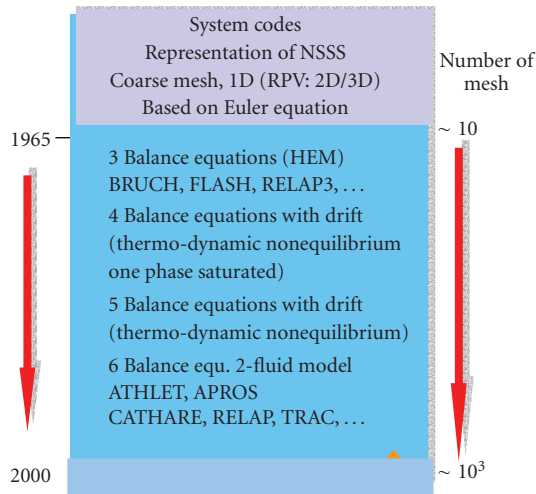 System codes
Representation of NSSS
Coarse mesh, 1D (RPV: 2D/3D)
Based on Euler equation
Number of
mesh
1965
~ 10
3 Balance equations (HEM)
BRUCH, FLASH, RELAP3, …
4 Balance equations with drift
(thermo-dynamic nonequilibrium
one phase saturated)
5 Balance equations with drift
(thermo-dynamic nonequilibrium)
6 Balance equ. 2-fluid model
ATHLET, APROS
CATHARE, RELAP, TRAC, …
2000
~ 10³